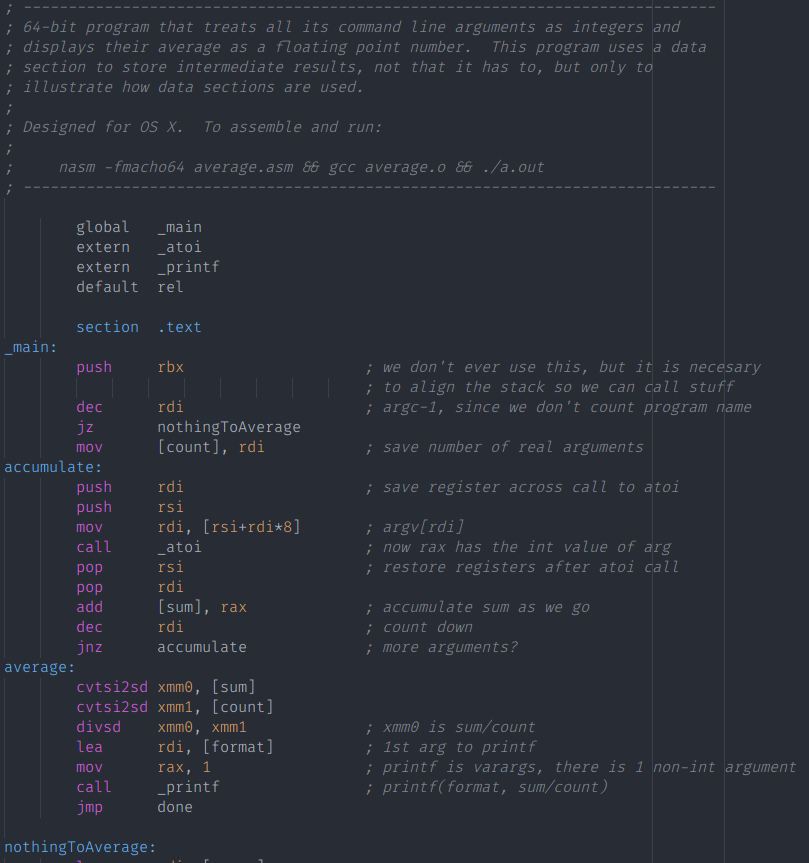 ; -----------------------------------------------------------------------------
; 64-bit program that treats all its command line arguments as integers and
; displays their average as a floating point number.  This program uses a data
; section to store intermediate results, not that it has to, but only to
; illustrate how data sections are used.
;
; Designed for OS X.  To assemble and run:
;
;     nasm -fmacho64 average.asm && gcc average.o && ./a.out
; -----------------------------------------------------------------------------
        global   _main
        extern   _atoi
        extern   _printf
        default  rel
        section  .text
_main:
        push     rbx                    ; we don't ever use this, but it is necesary
                                        ; to align the stack so we can call stuff
        dec      rdi                    ; argc-1, since we don't count program name
        jz       nothingToAverage
        mov      [count], rdi           ; save number of real arguments
accumulate:
        push     rdi                    ; save register across call to atoi
        push     rsi
        mov      rdi, [rsi+rdi*8]       ; argv[rdi]
        call     _atoi                  ; now rax has the int value of arg
        pop      rsi                    ; restore registers after atoi call
        pop      rdi
        add      [sum], rax             ; accumulate sum as we go
        dec      rdi                    ; count down
        jnz      accumulate             ; more arguments?
average:
        cvtsi2sd xmm0, [sum]
        cvtsi2sd xmm1, [count]
        divsd    xmm0, xmm1             ; xmm0 is sum/count
        lea      rdi, [format]          ; 1st arg to printf
        mov      rax, 1                 ; printf is varargs, there is 1 non-int argument
        call     _printf                ; printf(format, sum/count)
        jmp      done
nothingToAverage: